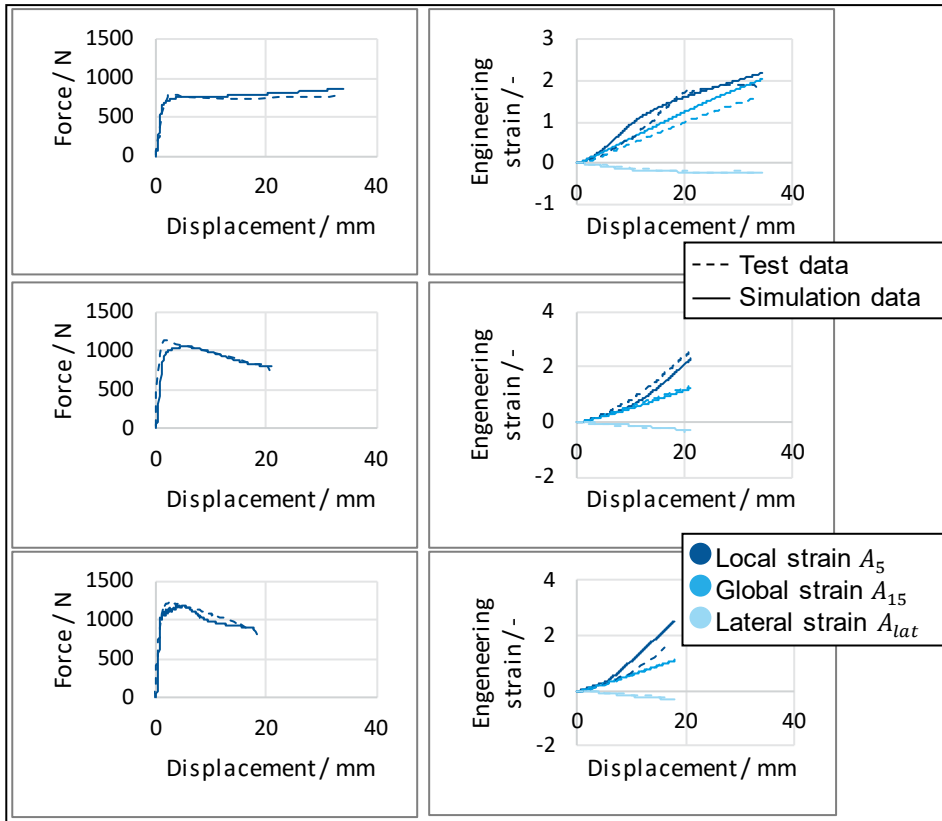 1500
1000
500
0
0 20 40
Force / N
Displacement / mm
3
2
1
0
-1
0 20 40
Engineering
strain / -
Displacement / mm
Test data
Simulation data
1500
1000
500
0
0 20 40
Force / N
Displacement / mm
4
2
0
-2
0 20 40
Engeneering
strain / -
Displacement / mm
Local strain A5
Global strain A15
Lateral strain Alat
1500
1000
500
0
0 20 40
Force / N
Displacement / mm
4
2
0
-2
0 20 40
Engeneering
strain / -
Displacement / mm